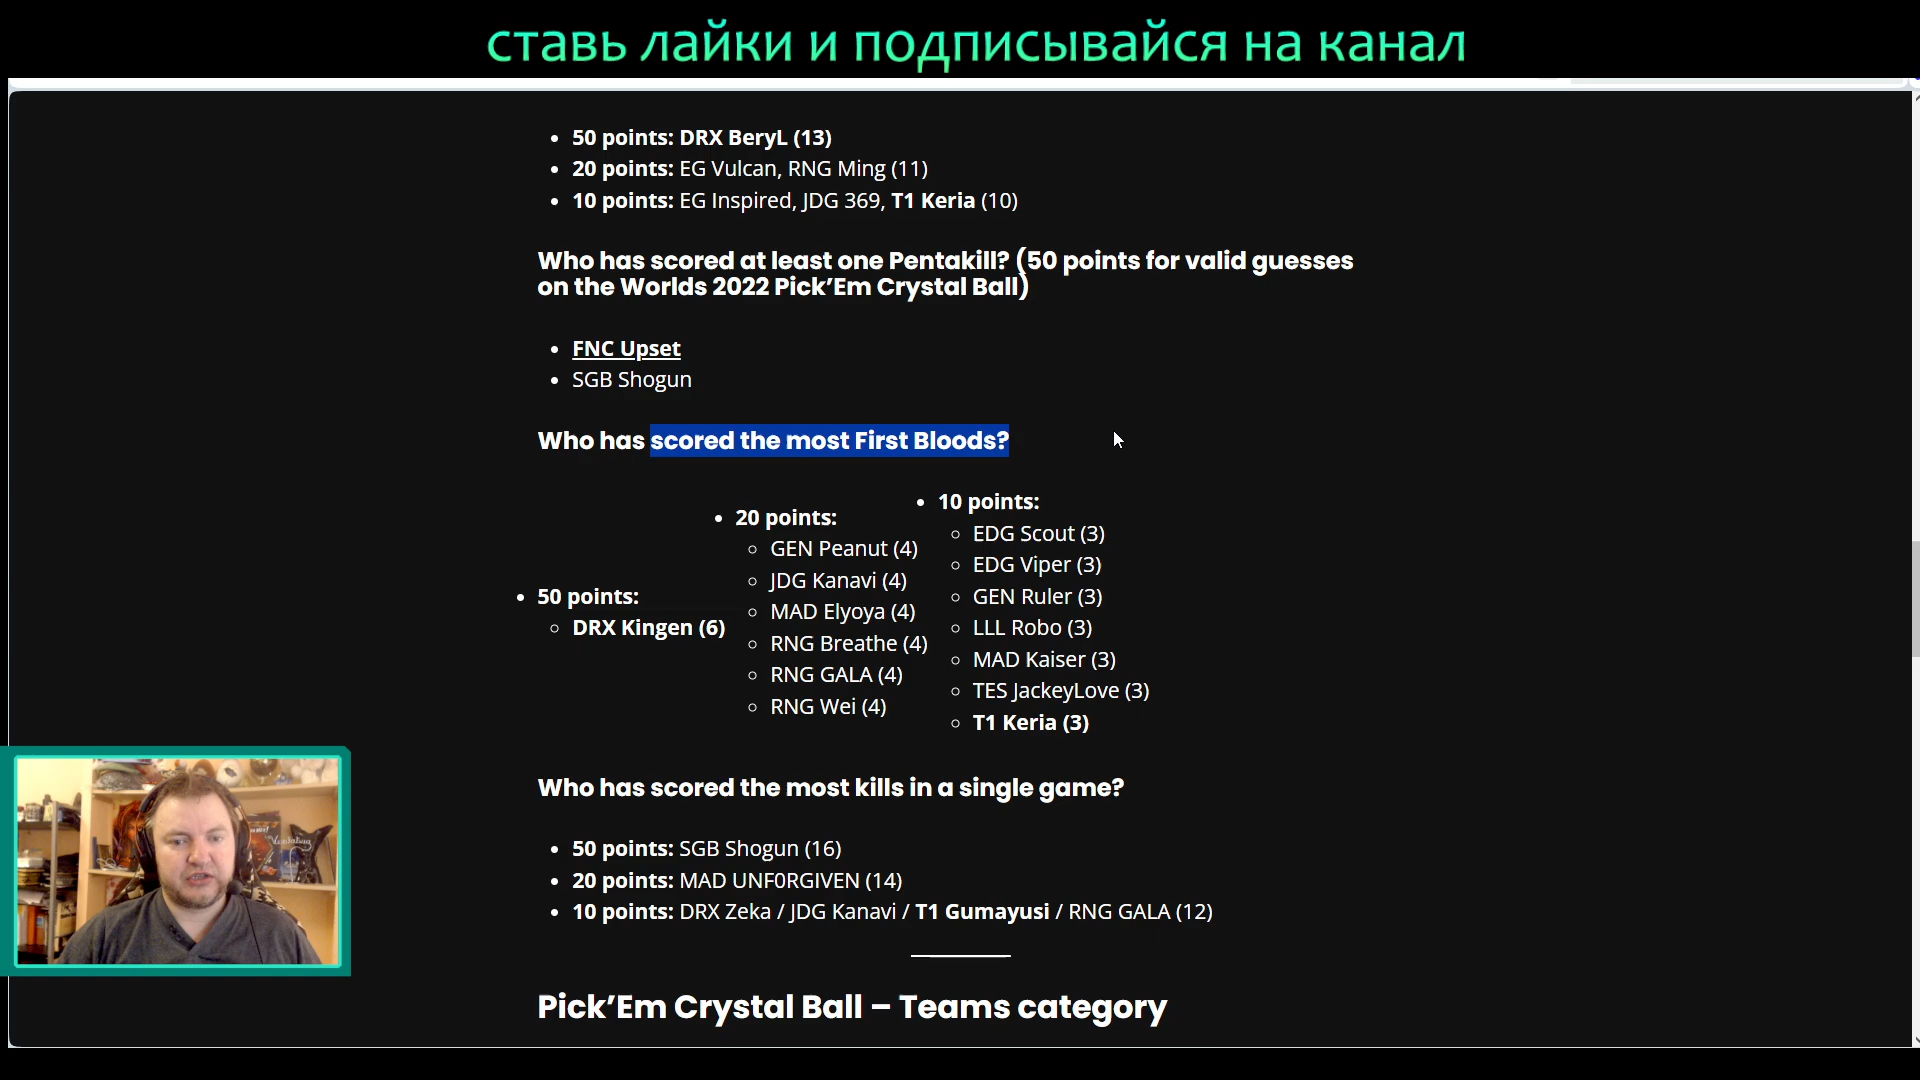 ставь лайки и подписывайся на канал
• 50 points: DRX BeryL (13)
• 20 points: EG Vulcan, RNG Ming (11)
• 10 points: EG Inspired, JDG 369, T1 Keria (10)
Who has scored at least one Pentakill? (50 points for valid guesses
on the Worlds 2022 Pick’Em Crystal Ball)
• FNC Upset
• SGB Shogun
Who has scored the most First Bloods?
• 50 points:
◦ DRX Kingen (6)
• 20 points:
◦ GEN Peanut (4)
◦ JDG Kanavi (4)
◦ MAD Elyoya (4)
◦ RNG Breathe (4)
◦ RNG GALA (4)
◦ RNG Wei (4)
• 10 points:
◦ EDG Scout (3)
◦ EDG Viper (3)
◦ GEN Ruler (3)
◦ LLL Robo (3)
◦ MAD Kaiser (3)
◦ TES JackeyLove (3)
◦ T1 Keria (3)
Who has scored the most kills in a single game?
• 50 points: SGB Shogun (16)
• 20 points: MAD UNF0RGIVEN (14)
• 10 points: DRX Zeka / JDG Kanavi / T1 Gumayusi / RNG GALA (12)
Pick’Em Crystal Ball – Teams category